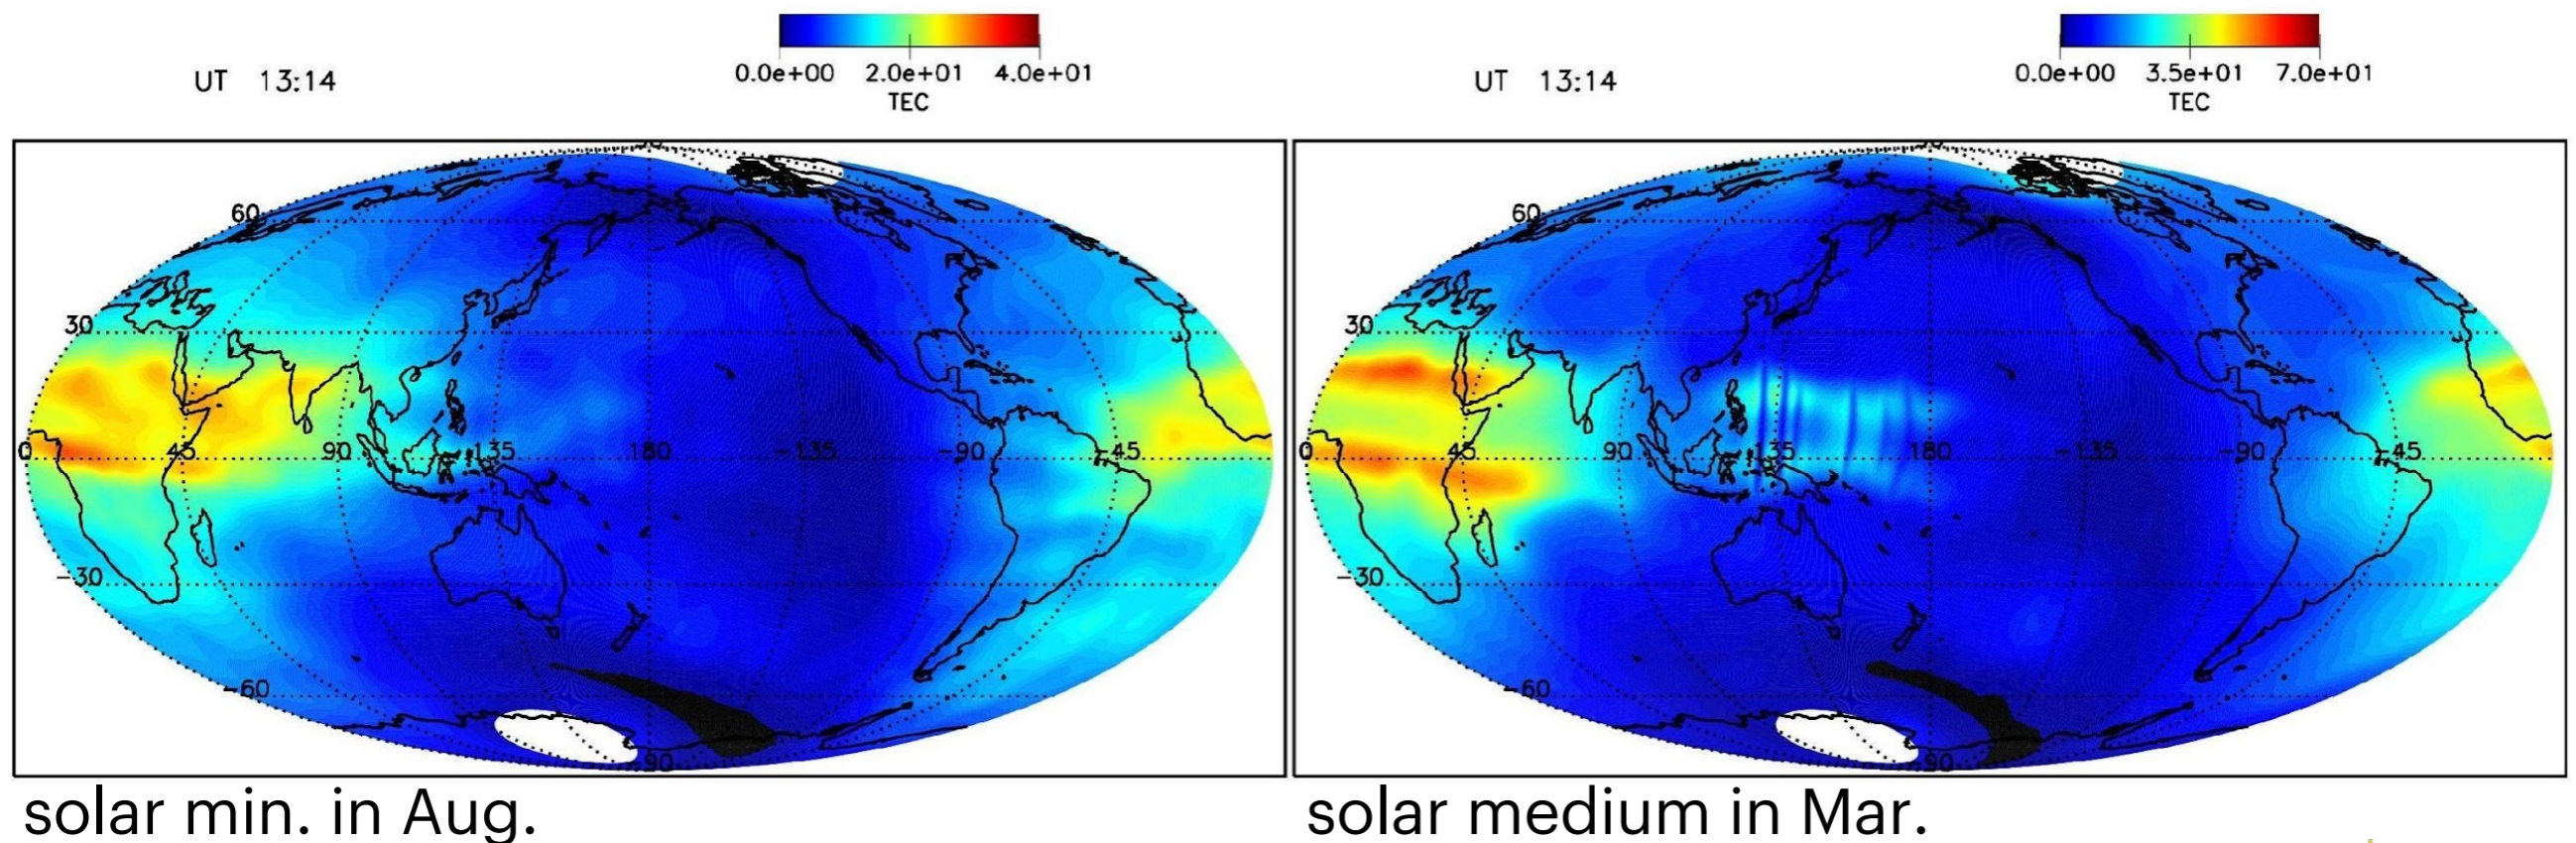 0.0e+00 2.0e+01 4.0e+01
TEC
UT 13:14
60
30
0 45 90 135 180 -135 -90 -45
-30
-60
-90
solar min. in Aug.
0.0e+00 3.5e+01 7.0e+01
TEC
UT 13:14
60
30
0 45 90 135 180 -135 -90 -45
-30
-60
-90
solar medium in Mar.